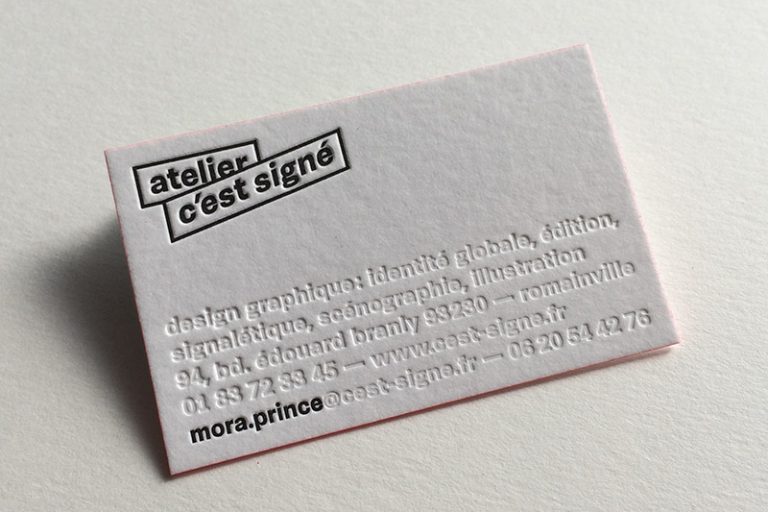 atelier
c'est signé
design graphique: identité globale, édition,
signalétique, scénographie, illustration
94, bd. édouard branly 93230 — romainville
01 83 72 38 45 — www.cest-signe.fr
mora.prince@cest-signe.fr — 06 20 54 42 76